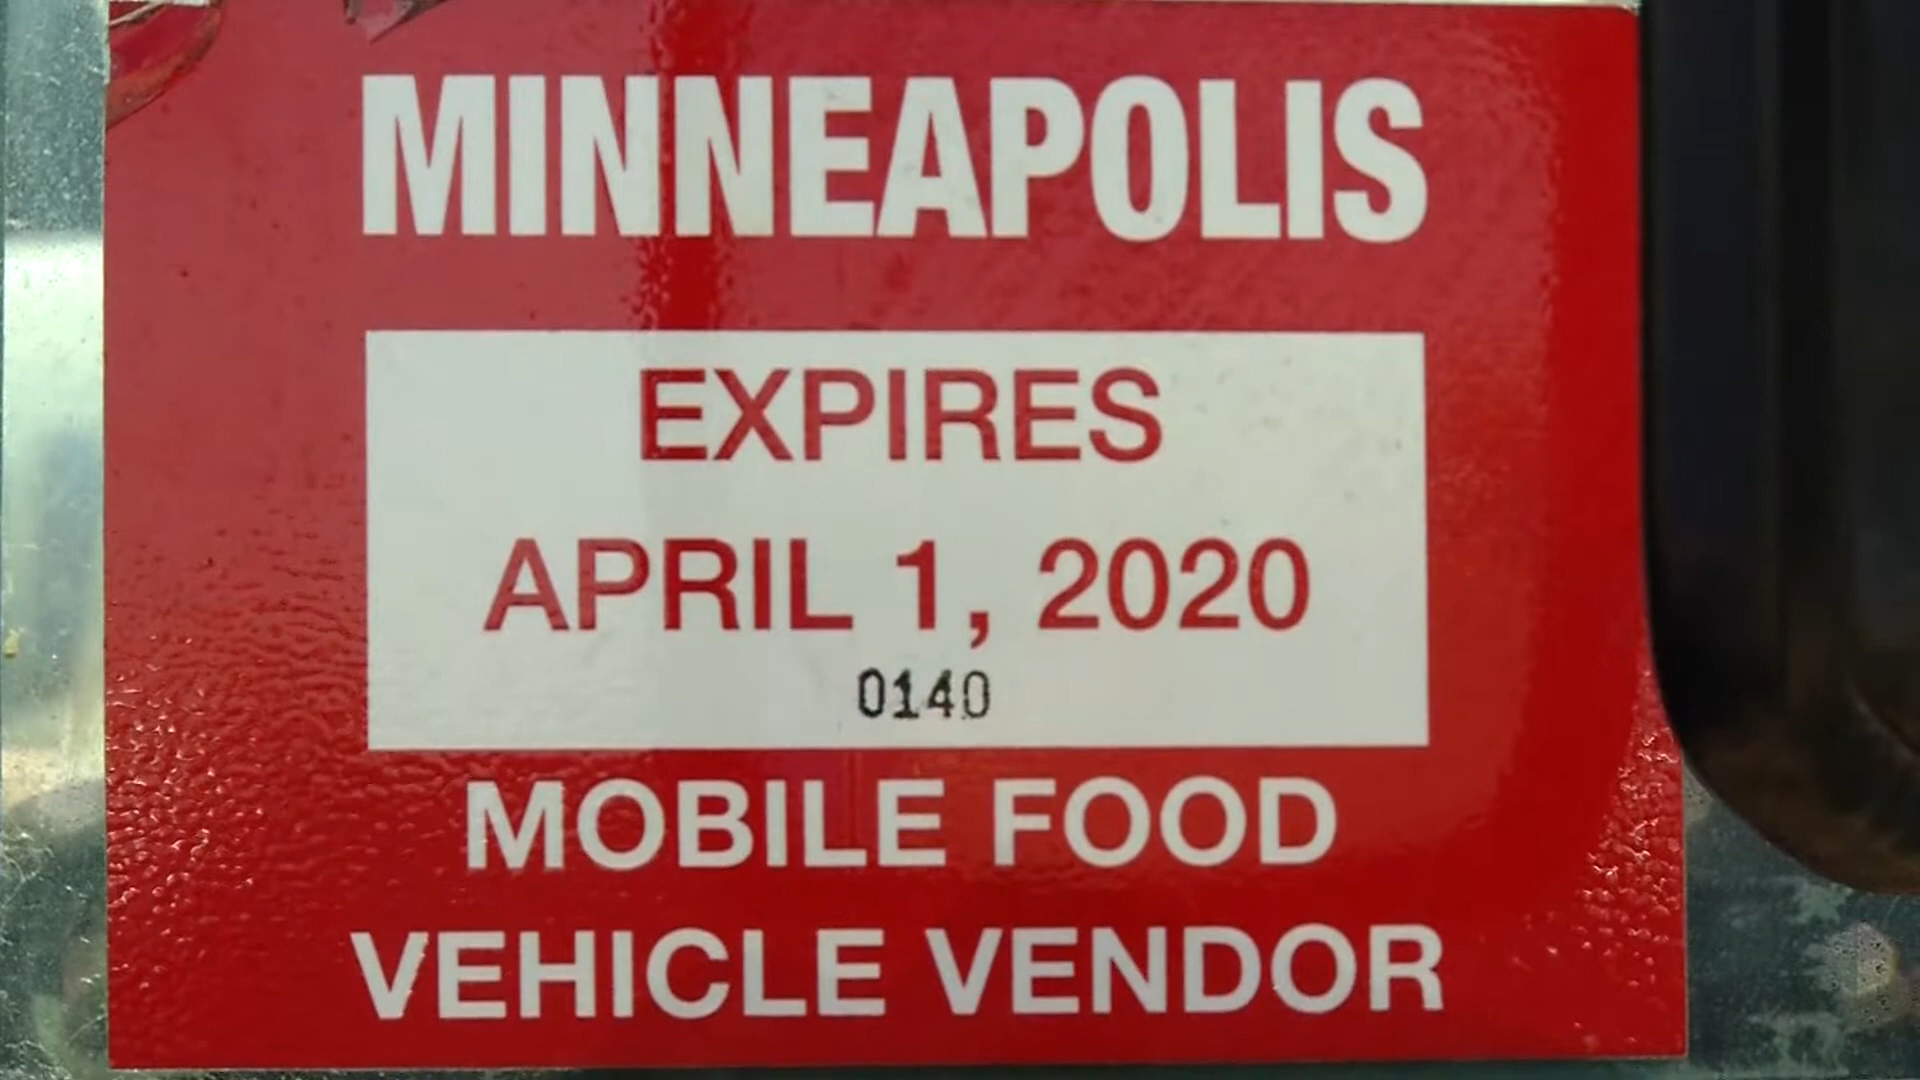 MINNEAPOLIS
EXPIRES
APRIL 1, 2020
0140
MOBILE FOOD
VEHICLE VENDOR